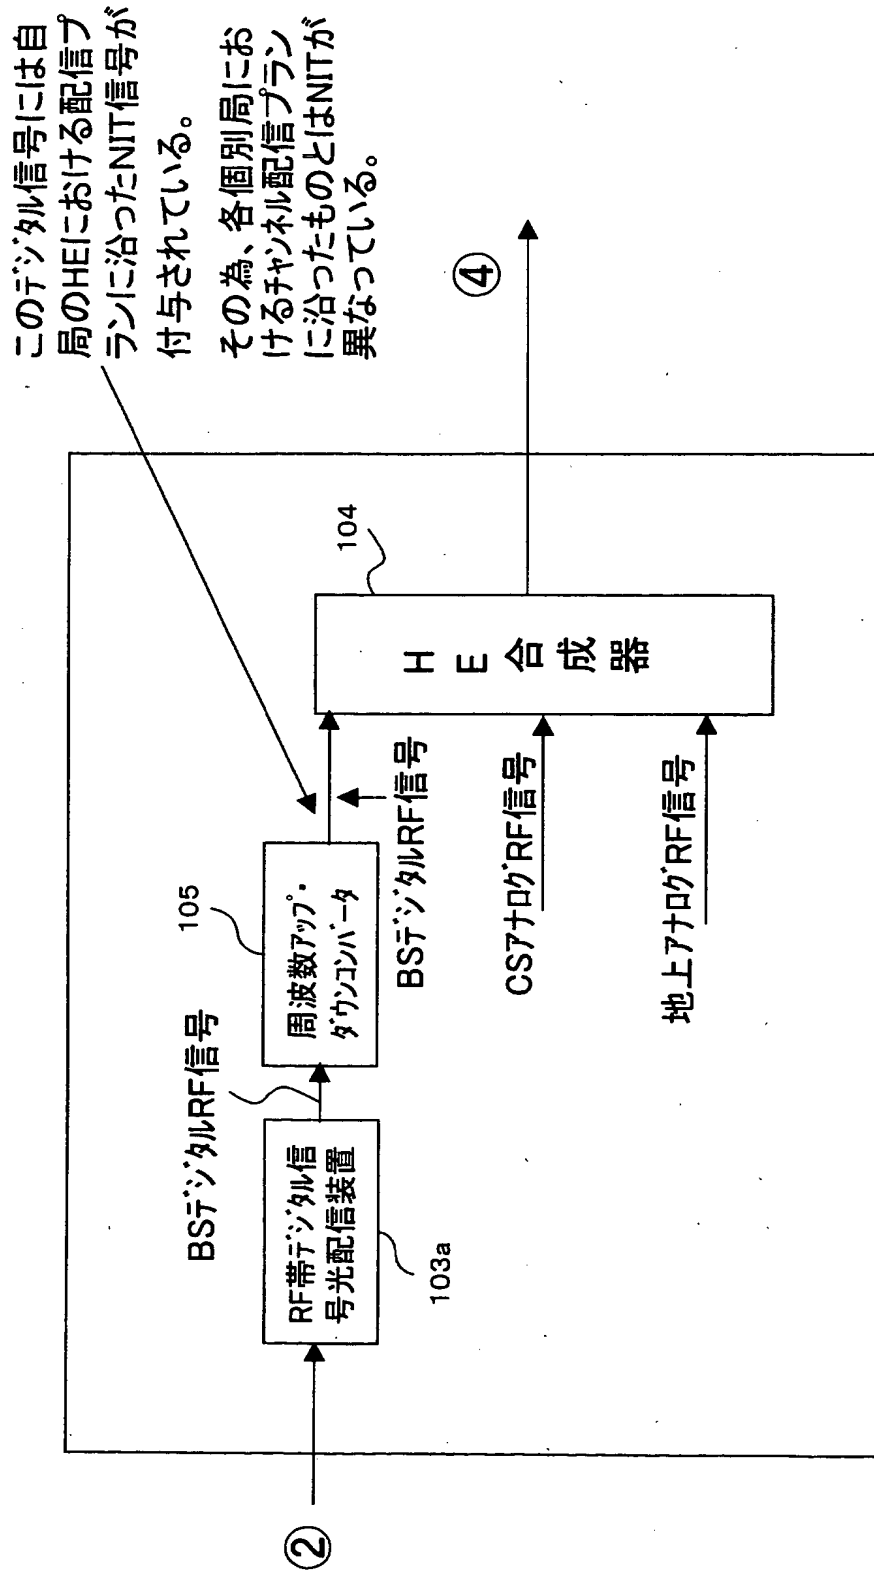 このデジタル信号には自
局のHEにおける配信プ
ランに沿ったNIT信号が
付与されている。
その為、各個別局にお
けるチャンネル配信プラン
に沿ったものとはNITが
異なっている。
②
RF帯デジタル信
号光配信装置
103a
BSデジタルRF信号
周波数アップ・
ダウンコンバータ
105
BSデジタルRF信号
CSアナログRF信号
地上アナログRF信号
HE合成器
104
④